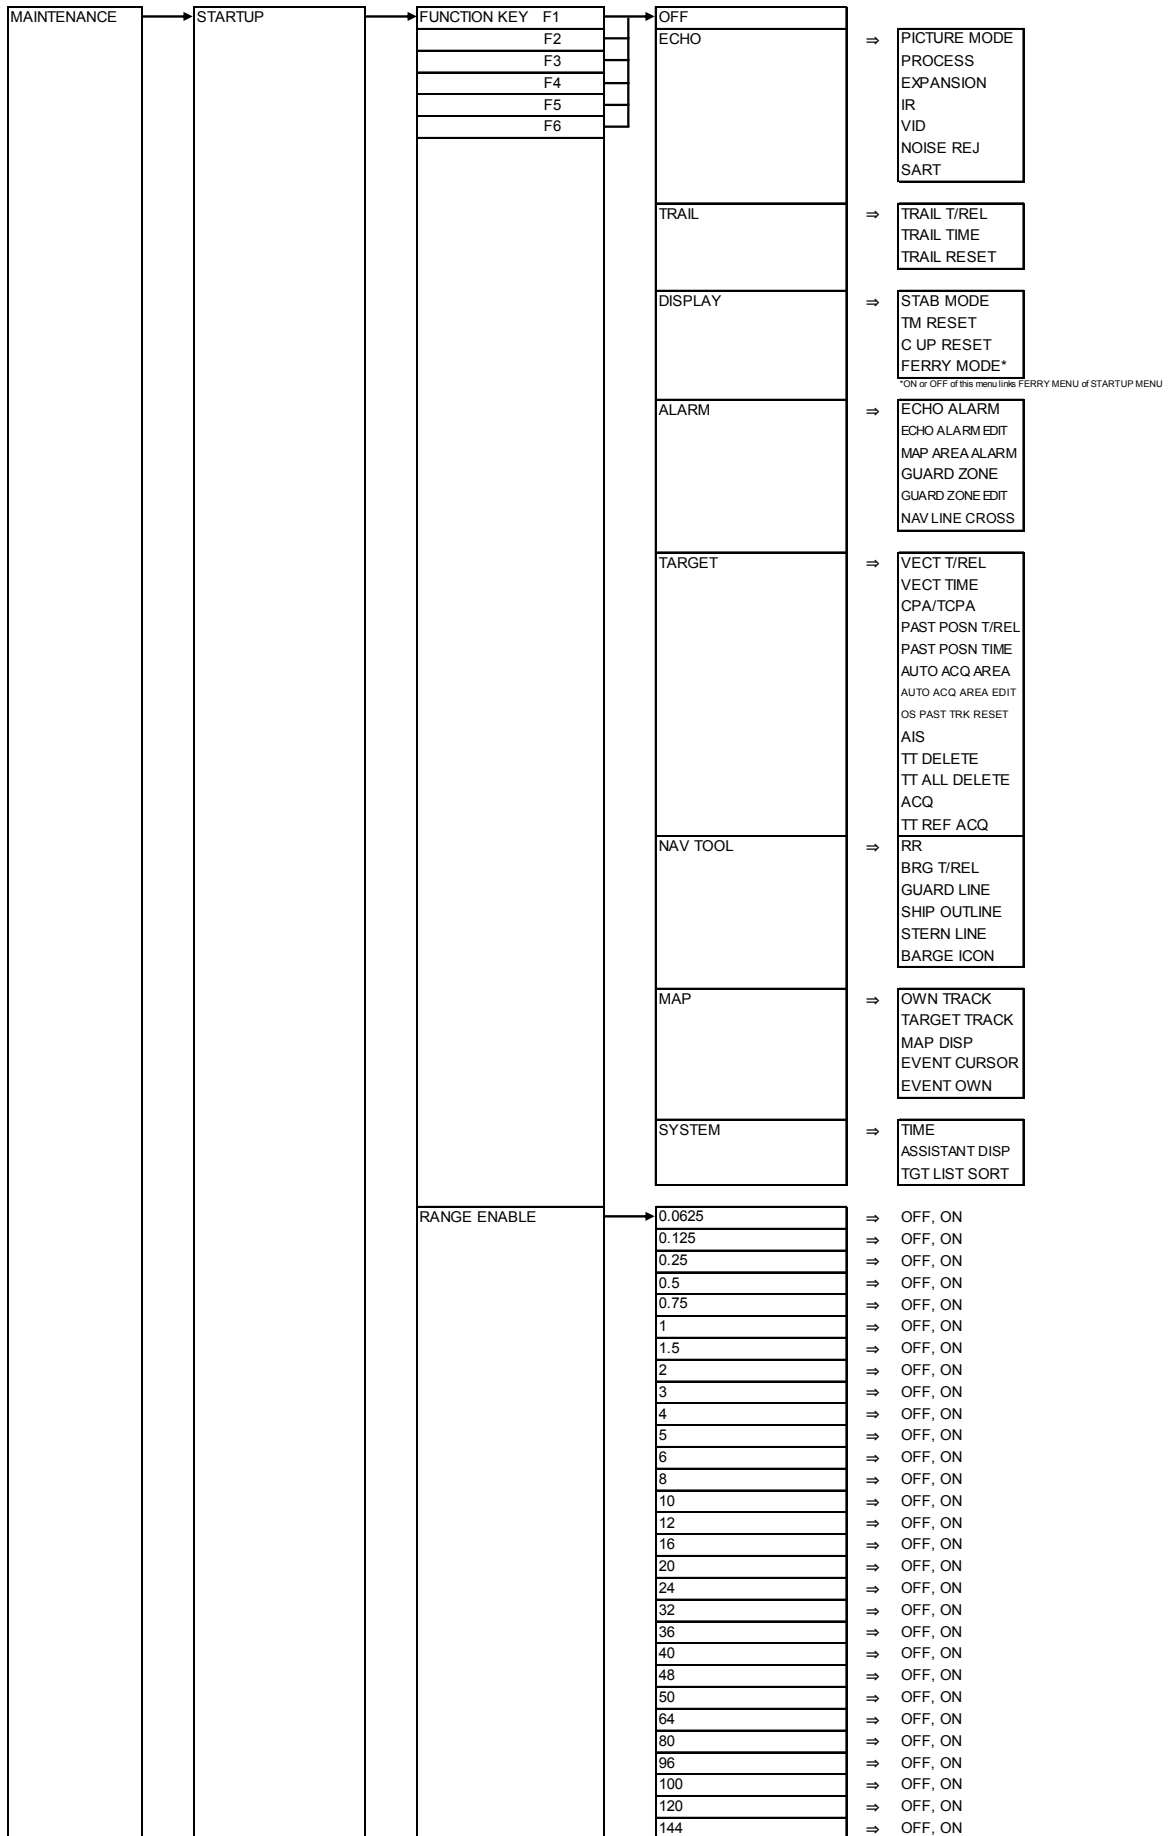 MAINTENANCE STARTUP FUNCTION KEY F1 OFF
F2 ECHO ⇒ PICTURE MODE
F3 PROCESS
F4 EXPANSION
F5 IR
F6 VID
NOISE REJ
SART
TRAIL ⇒ TRAIL T/REL
TRAIL TIME
TRAIL RESET
DISPLAY ⇒ STAB MODE
TM RESET
C UP RESET
FERRY MODE*
*ON or OFF of this menu links FERRY MENU of STARTUP MENU
ALARM ⇒ ECHO ALARM
ECHO ALARM EDIT
MAP AREA ALARM
GUARD ZONE
GUARD ZONE EDIT
NAV LINE CROSS
TARGET ⇒ VECT T/REL
VECT TIME
CPA/TCPA
PAST POSN T/REL
PAST POSN TIME
AUTO ACQ AREA
AUTO ACQ AREA EDIT
OS PAST TRK RESET
AIS
TT DELETE
TT ALL DELETE
ACQ
TT REF ACQ
NAV TOOL ⇒ RR
BRG T/REL
GUARD LINE
SHIP OUTLINE
STERN LINE
BARGE ICON
MAP ⇒ OWN TRACK
TARGET TRACK
MAP DISP
EVENT CURSOR
EVENT OWN
SYSTEM ⇒ TIME
ASSISTANT DISP
TGT LIST SORT
RANGE ENABLE 0.0625 ⇒ OFF, ON
0.125 ⇒ OFF, ON
0.25 ⇒ OFF, ON
0.5 ⇒ OFF, ON
0.75 ⇒ OFF, ON
1 ⇒ OFF, ON
1.5 ⇒ OFF, ON
2 ⇒ OFF, ON
3 ⇒ OFF, ON
4 ⇒ OFF, ON
5 ⇒ OFF, ON
6 ⇒ OFF, ON
8 ⇒ OFF, ON
10 ⇒ OFF, ON
12 ⇒ OFF, ON
16 ⇒ OFF, ON
20 ⇒ OFF, ON
24 ⇒ OFF, ON
32 ⇒ OFF, ON
36 ⇒ OFF, ON
40 ⇒ OFF, ON
48 ⇒ OFF, ON
50 ⇒ OFF, ON
64 ⇒ OFF, ON
80 ⇒ OFF, ON
96 ⇒ OFF, ON
100 ⇒ OFF, ON
120 ⇒ OFF, ON
144 ⇒ OFF, ON